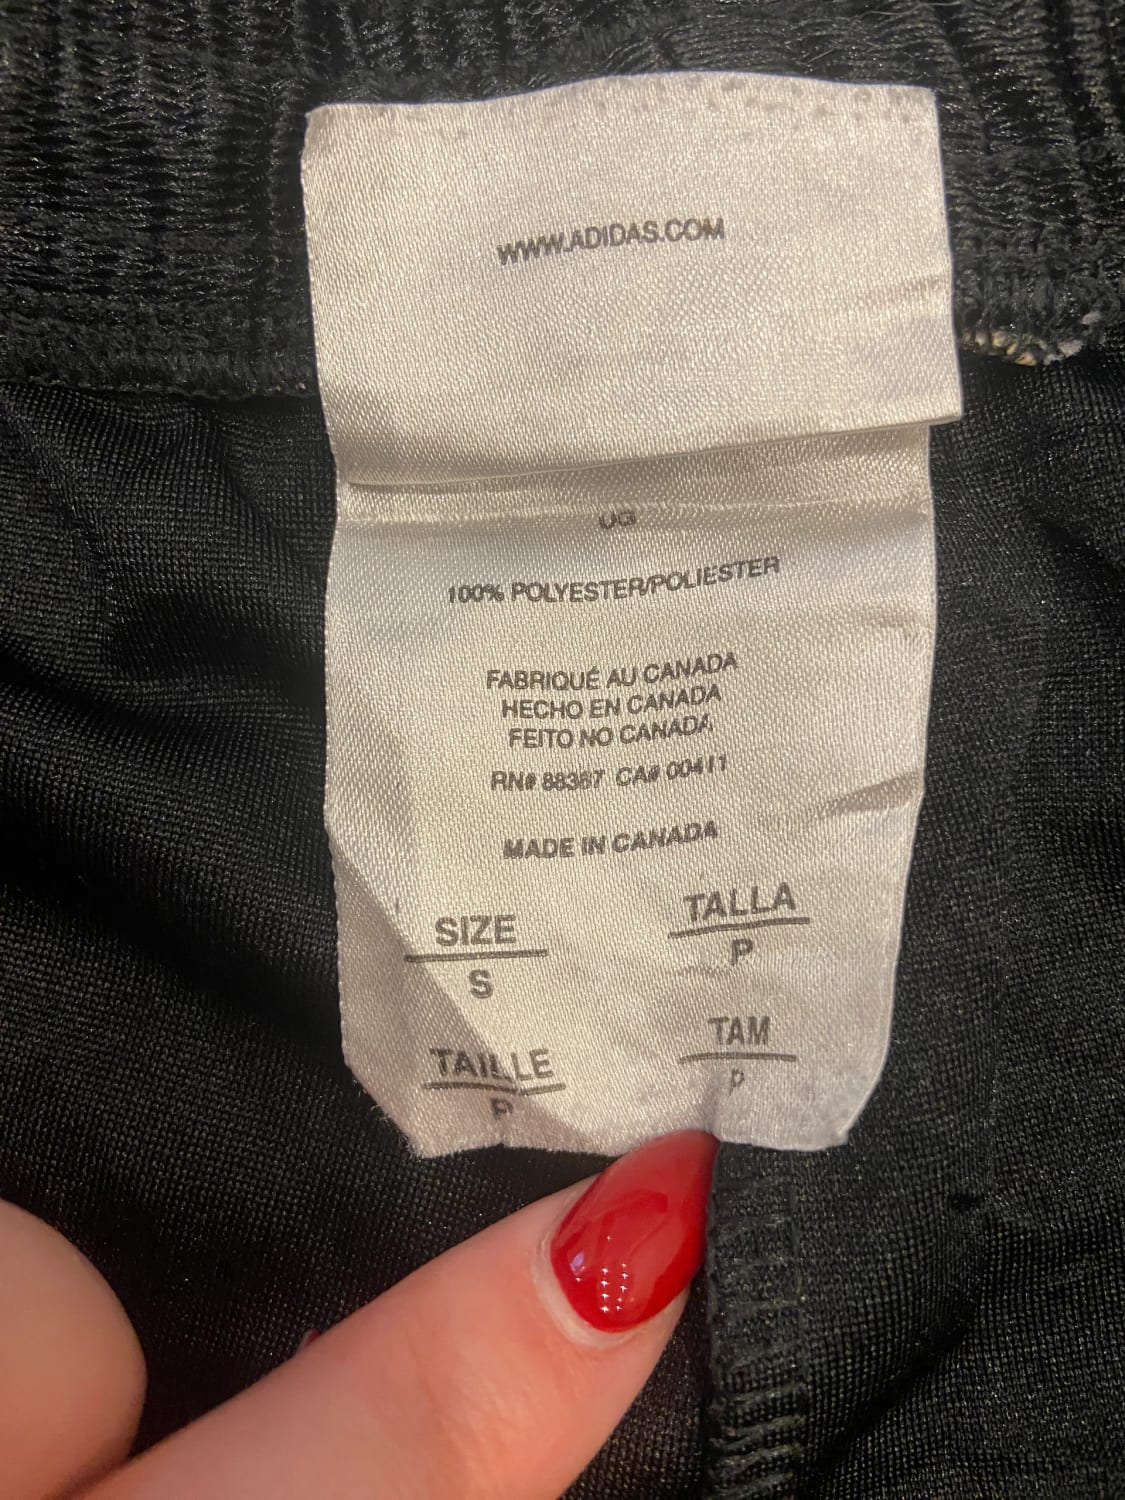 WWW.ADIDAS.COM
UG
100% POLYESTER/POLIESTER
FABRIQUÉ AU CANADA
HECHO EN CANADA
FEITO NO CANADA
RN# 88387 CA# 00411
MADE IN CANADA
SIZE
S
TALLA
P
TAILLE
P
TAM
P